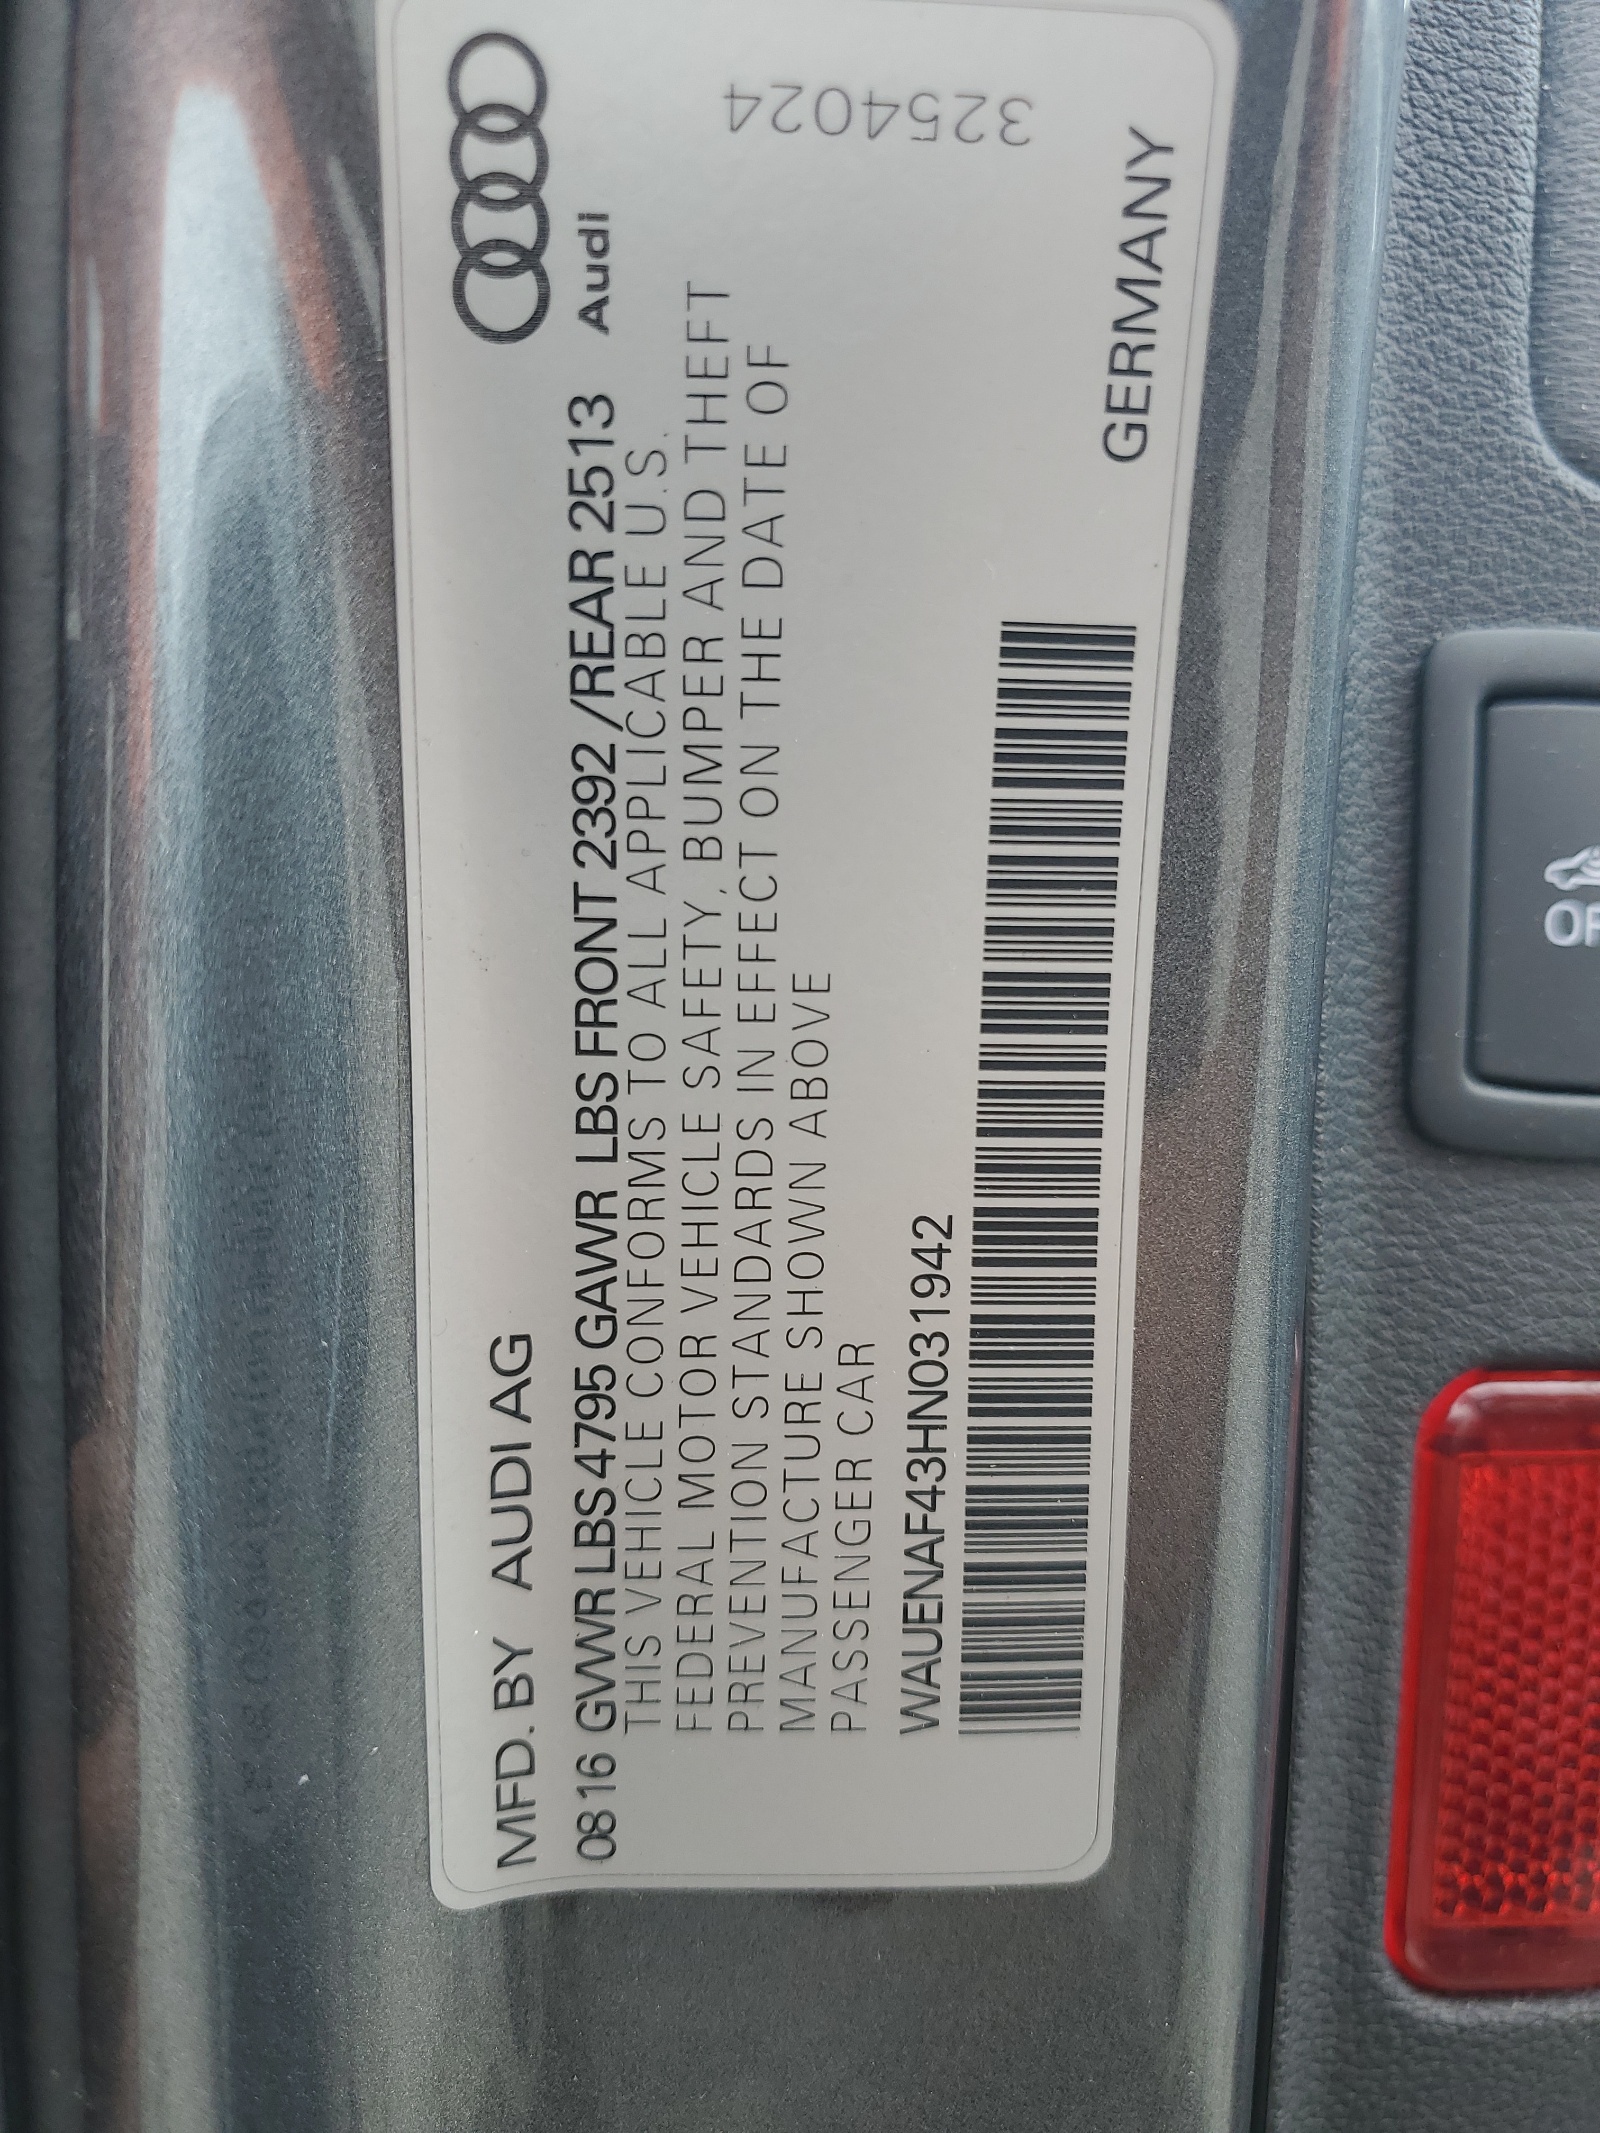 MFD. BY AUDI AG
0816 GVWR LBS 4795 GAWR LBS FRONT 2392 /REAR 2513
Audi
THIS VEHICLE CONFORMS TO ALL APPLICABLE U.S.
FEDERAL MOTOR VEHICLE SAFETY, BUMPER AND THEFT
PREVENTION STANDARDS IN EFFECT ON THE DATE OF
MANUFACTURE SHOWN ABOVE
PASSENGER CAR
3254024
WAUENAF43HN031942
GERMANY